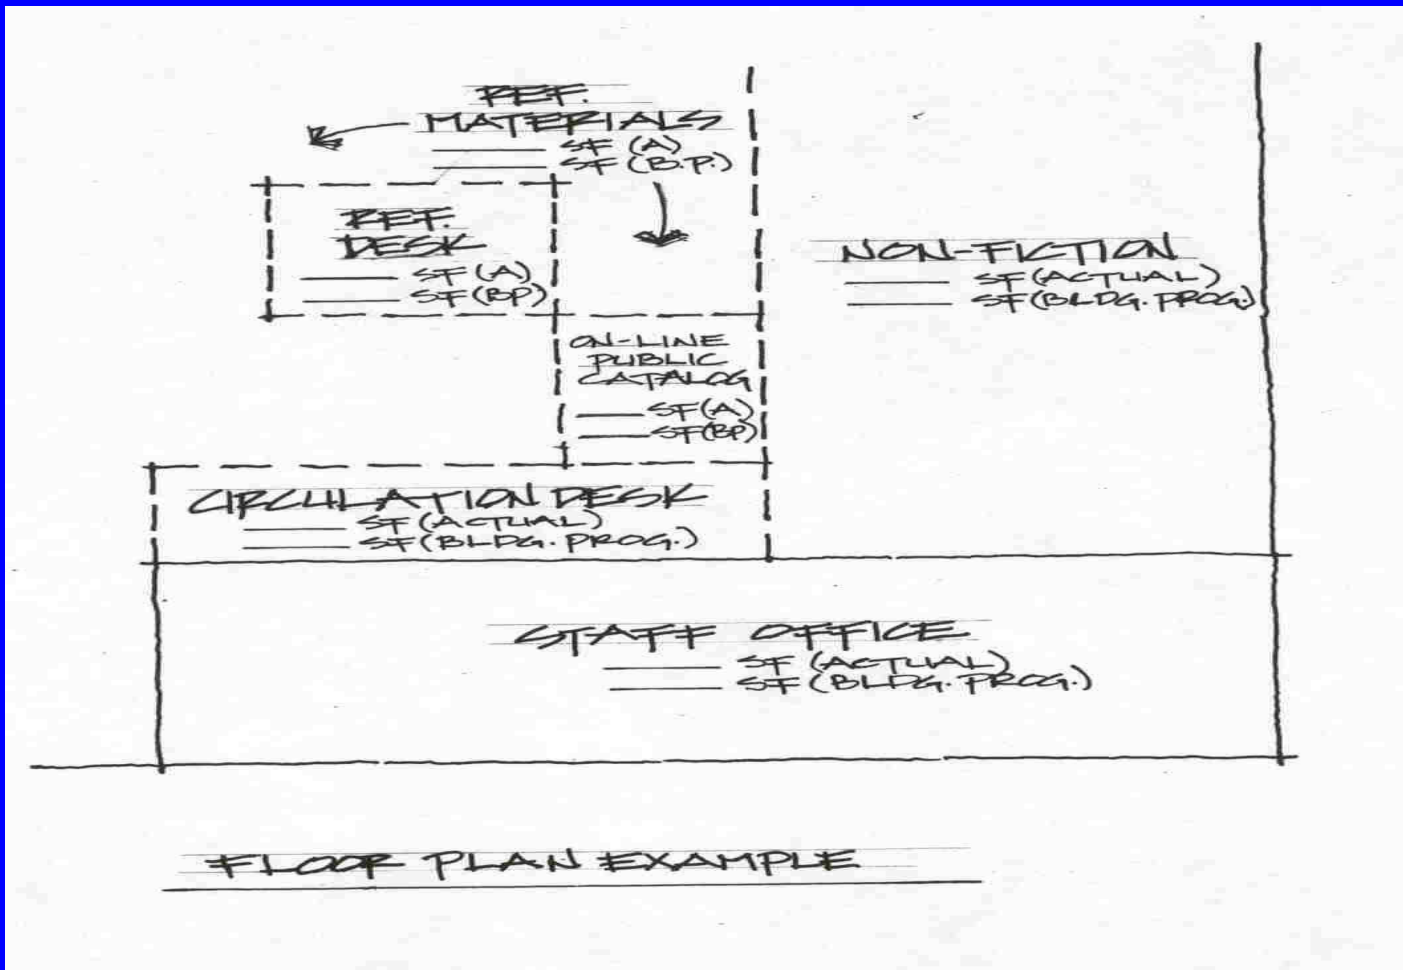 REF.
MATERIALS
SF (A)
SF (B.P.)
REF.
DESK
SF (A)
SF (BP)
NON-FICTION
SF (ACTUAL)
SF (BLDG. PROG.)
ON-LINE
PUBLIC
CATALOG
SF (A)
SF (BP)
CIRCULATION DESK
SF (ACTUAL)
SF (BLDG. PROG.)
STAFF OFFICE
SF (ACTUAL)
SF (BLDG. PROG.)
FLOOR PLAN EXAMPLE